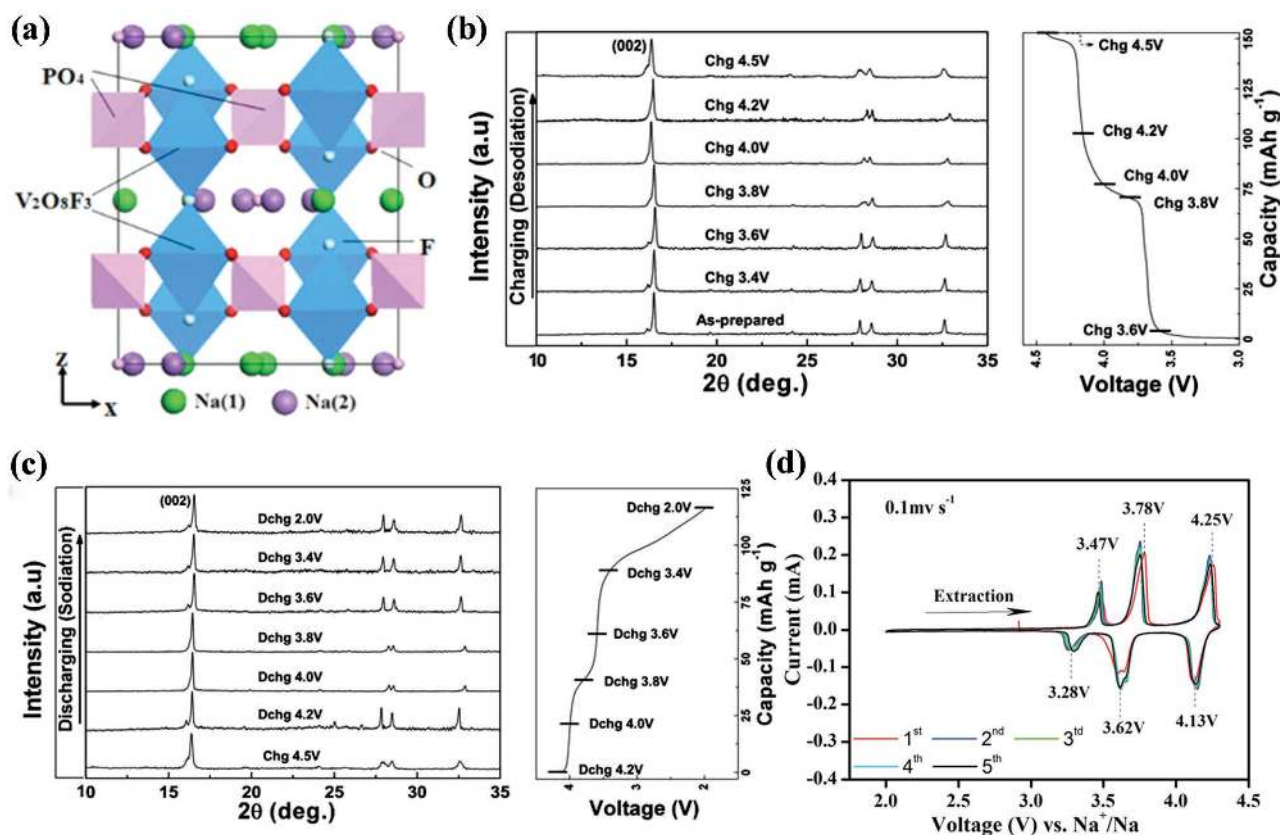 (a)
PO4
V2O8F3
O
F
Z
X
Na(1)
Na(2)
(b)
Intensity (a.u)
Charging (Desodiation)
(002)
Chg 4.5V
Chg 4.2V
Chg 4.0V
Chg 3.8V
Chg 3.6V
Chg 3.4V
As-prepared
10 15 20 25 30 35
2θ (deg.)
Chg 4.5V
Chg 4.2V
Chg 4.0V
Chg 3.8V
Chg 3.6V
150
125
100
75
50
25
0
Capacity (mAh g-1)
4.5 4.0 3.5 3.0
Voltage (V)
(c)
Intensity (a.u)
Discharging (Sodiation)
(002)
Dchg 2.0V
Dchg 3.4V
Dchg 3.6V
Dchg 3.8V
Dchg 4.0V
Dchg 4.2V
Chg 4.5V
10 15 20 25 30 35
2θ (deg.)
Dchg 2.0V
Dchg 3.4V
Dchg 3.6V
Dchg 3.8V
Dchg 4.0V
Dchg 4.2V
125
100
75
50
25
0
Capacity (mAh g-1)
4 3 2
Voltage (V)
(d)
0.4
0.3
0.2
0.1
0.0
-0.1
-0.2
-0.3
-0.4
Current (mA)
0.1mv s-1
3.47V
3.78V
4.25V
Extraction
3.28V
3.62V
4.13V
1st 2nd 3td
4th 5th
2.0 2.5 3.0 3.5 4.0 4.5
Voltage (V) vs. Na+/Na